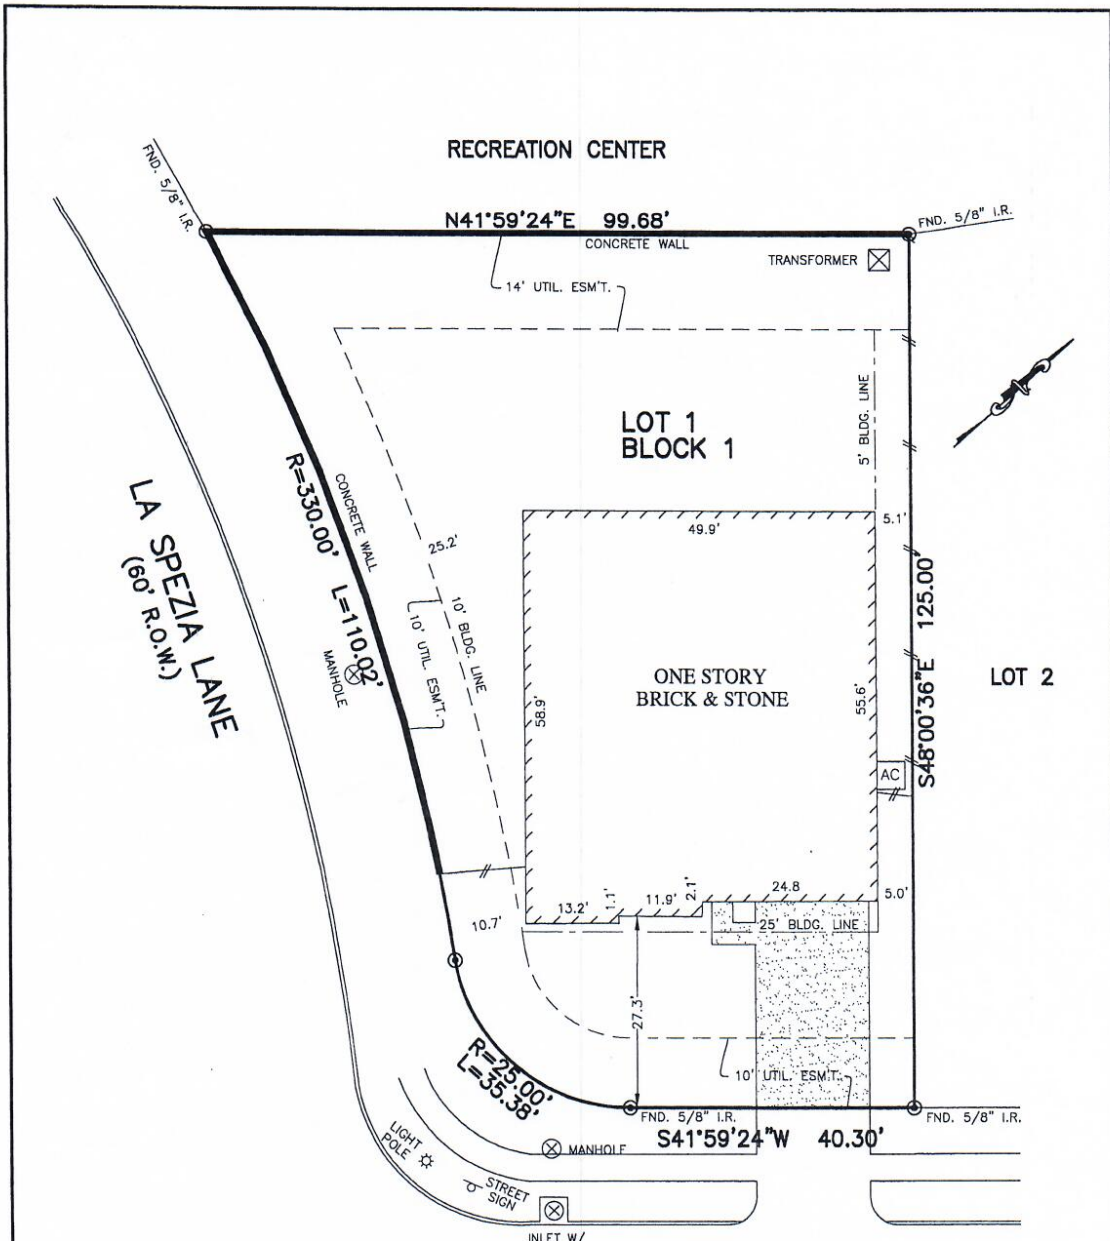 RECREATION CENTER
FND. 5/8" I.R.
N41°59'24"E 99.68'
FND. 5/8" I.R.
CONCRETE WALL
TRANSFORMER
14' UTIL. ESM'T.
LOT 1
BLOCK 1
5' BLDG. LINE
R=330.00' L=110.02'
CONCRETE WALL
LA SPEZIA LANE
(60' R.O.W.)
MANHOLE
25.2'
10' BLDG. LINE
10' UTIL. ESM'T.
49.9'
5.1'
58.9'
ONE STORY
BRICK & STONE
55.6'
S48°00'36"E 125.00'
LOT 2
AC
10.7'
13.2'
1.1'
11.9'
2.1'
24.8
5.0'
25' BLDG. LINE
27.3'
R=25.00'
L=35.38'
10' UTIL. ESM'T.
FND. 5/8" I.R.
FND. 5/8" I.R.
S41°59'24"W 40.30'
LIGHT
POLE
MANHOLE
STREET
SIGN
INLET W/